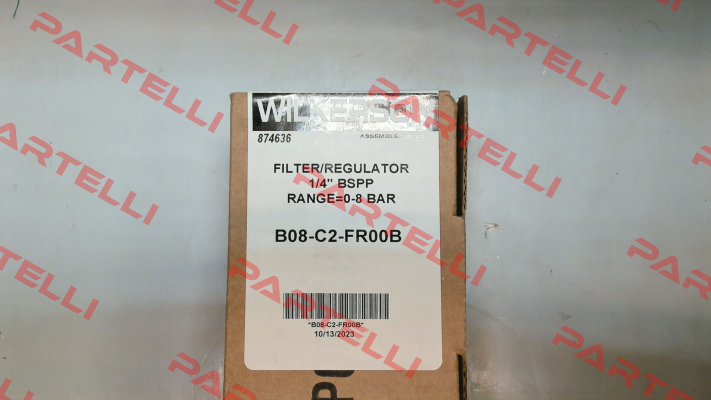 WILKERSON
874636
FILTER/REGULATOR
1/4" BSPP
RANGE=0-8 BAR
B08-C2-FR00B
*B08-C2-FR00B*
10/13/2023
PARTELLI
PARTELLI
PARTELLI
PARTELLI
PARTELLI
PARTELLI
PARTELLI
PARTELLI
PARTELLI